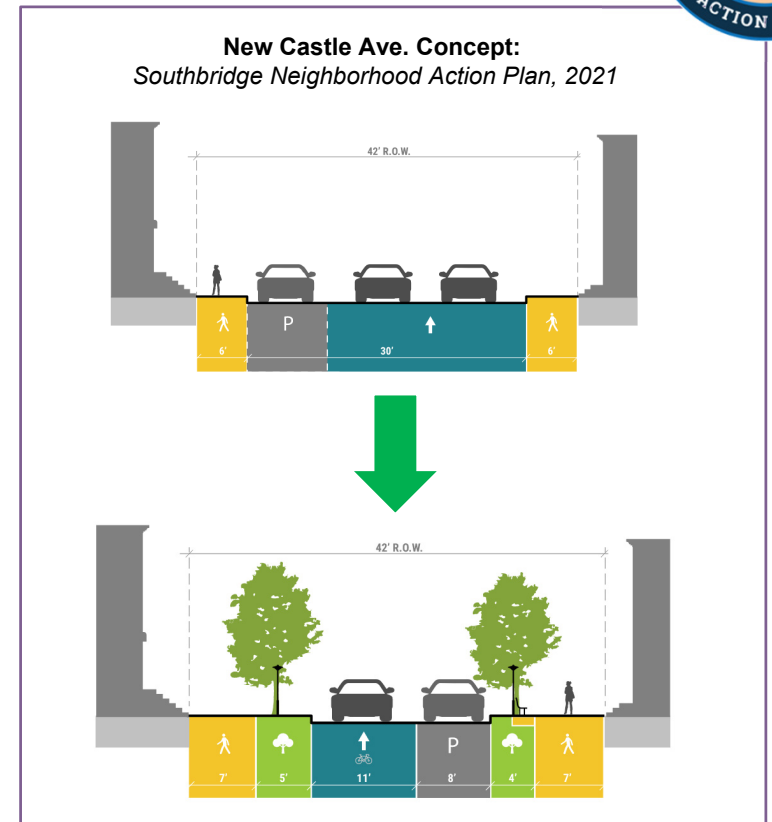 ACTION
New Castle Ave. Concept:
Southbridge Neighborhood Action Plan, 2021
42' R.O.W.
P
6' 30' 6'
42' R.O.W.
P
7' 5' 11' 8' 4' 7'